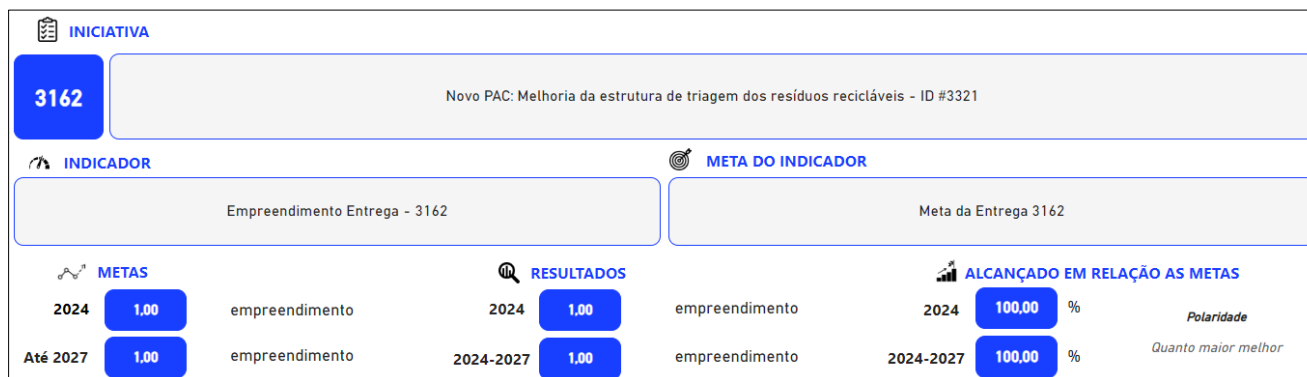 INICIATIVA
3162
Novo PAC: Melhoria da estrutura de triagem dos resíduos recicláveis - ID #3321
INDICADOR
META DO INDICADOR
Empreendimento Entrega - 3162
Meta da Entrega 3162
METAS
RESULTADOS
ALCANÇADO EM RELAÇÃO AS METAS
2024 1,00 empreendimento
2024 1,00 empreendimento
2024 100,00 %
Polaridade
Até 2027 1,00 empreendimento
2024-2027 1,00 empreendimento
2024-2027 100,00 %
Quanto maior melhor